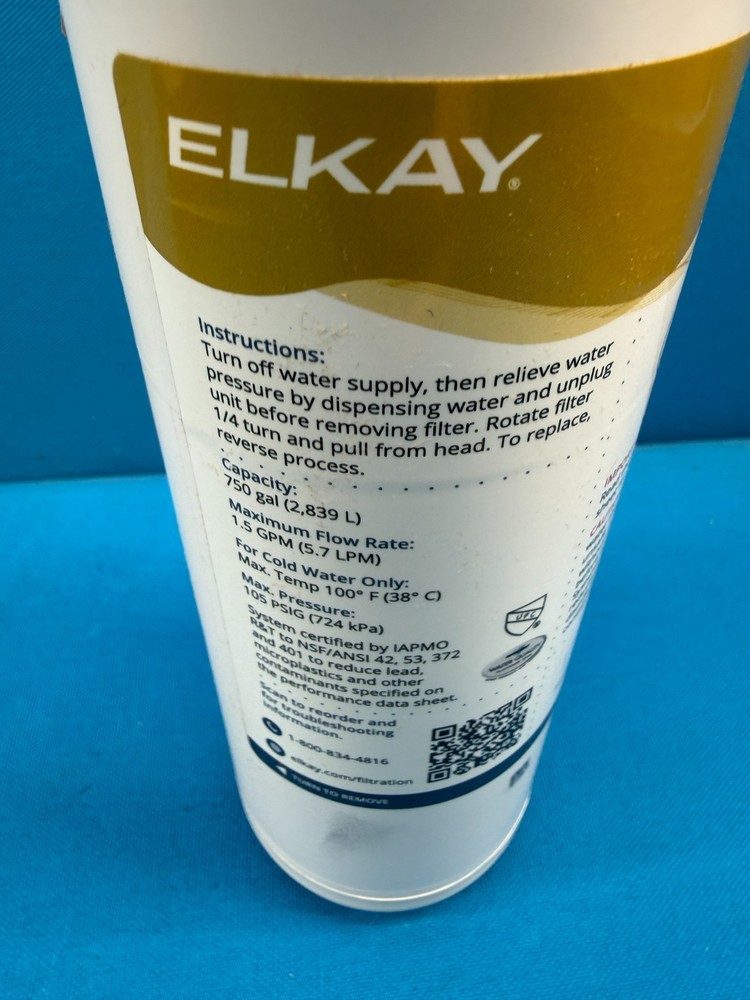 ELKAY®
Instructions:
Turn off water supply, then relieve water
pressure by dispensing water and unplug
unit before removing filter. Rotate filter
1/4 turn and pull from head. To replace,
reverse process.
Capacity:
750 gal (2,839 L)
Maximum Flow Rate:
1.5 GPM (5.7 LPM)
For Cold Water Only:
Max. Temp 100° F (38° C)
Max. Pressure:
105 PSIG (724 kPa)
System certified by IAPMO
R&T to NSF/ANSI 42, 53, 372
and 401 to reduce lead,
microplastics and other
contaminants specified on
the performance data sheet.
UPC
®
Scan to reorder and
for troubleshooting
information.
1-800-834-4816
elkay.com/filtration
TURN TO REMOVE